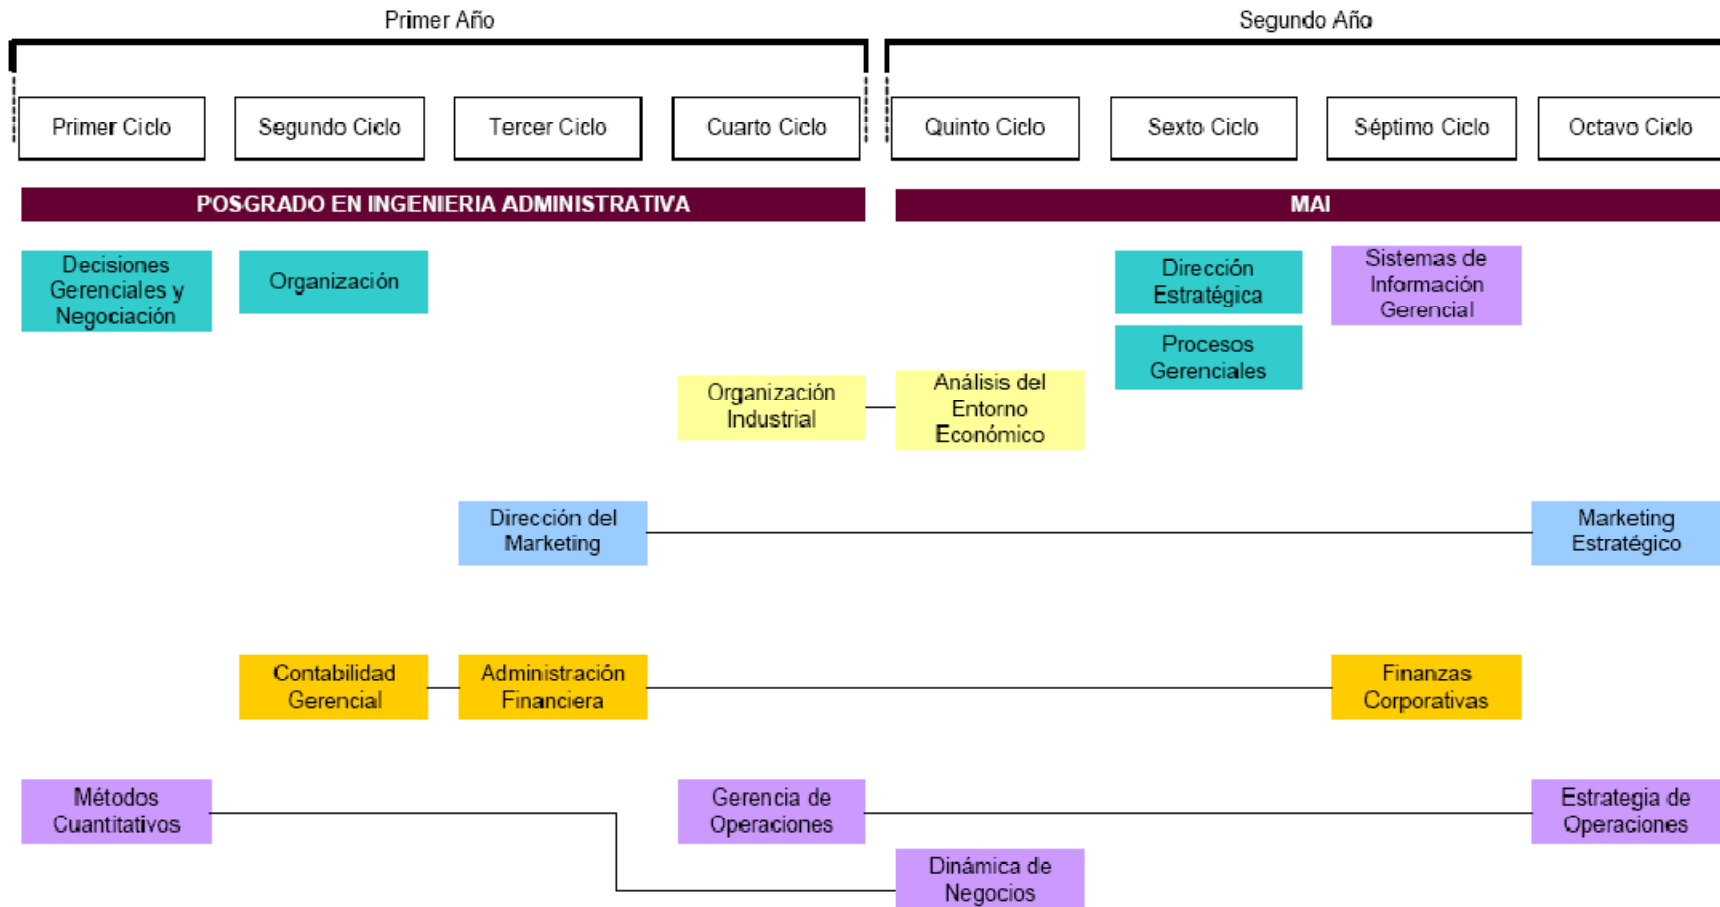 Primer Año
Segundo Año
Primer Ciclo
Segundo Ciclo
Tercer Ciclo
Cuarto Ciclo
Quinto Ciclo
Sexto Ciclo
Séptimo Ciclo
Octavo Ciclo
POSGRADO EN INGENIERIA ADMINISTRATIVA
MAI
Decisiones
Gerenciales y
Negociación
Organización
Dirección
Estratégica
Sistemas de
Información
Gerencial
Procesos
Gerenciales
Organización
Industrial
Análisis del
Entorno
Económico
Dirección del
Marketing
Marketing
Estratégico
Contabilidad
Gerencial
Administración
Financiera
Finanzas
Corporativas
Métodos
Cuantitativos
Gerencia de
Operaciones
Estrategia de
Operaciones
Dinámica de
Negocios